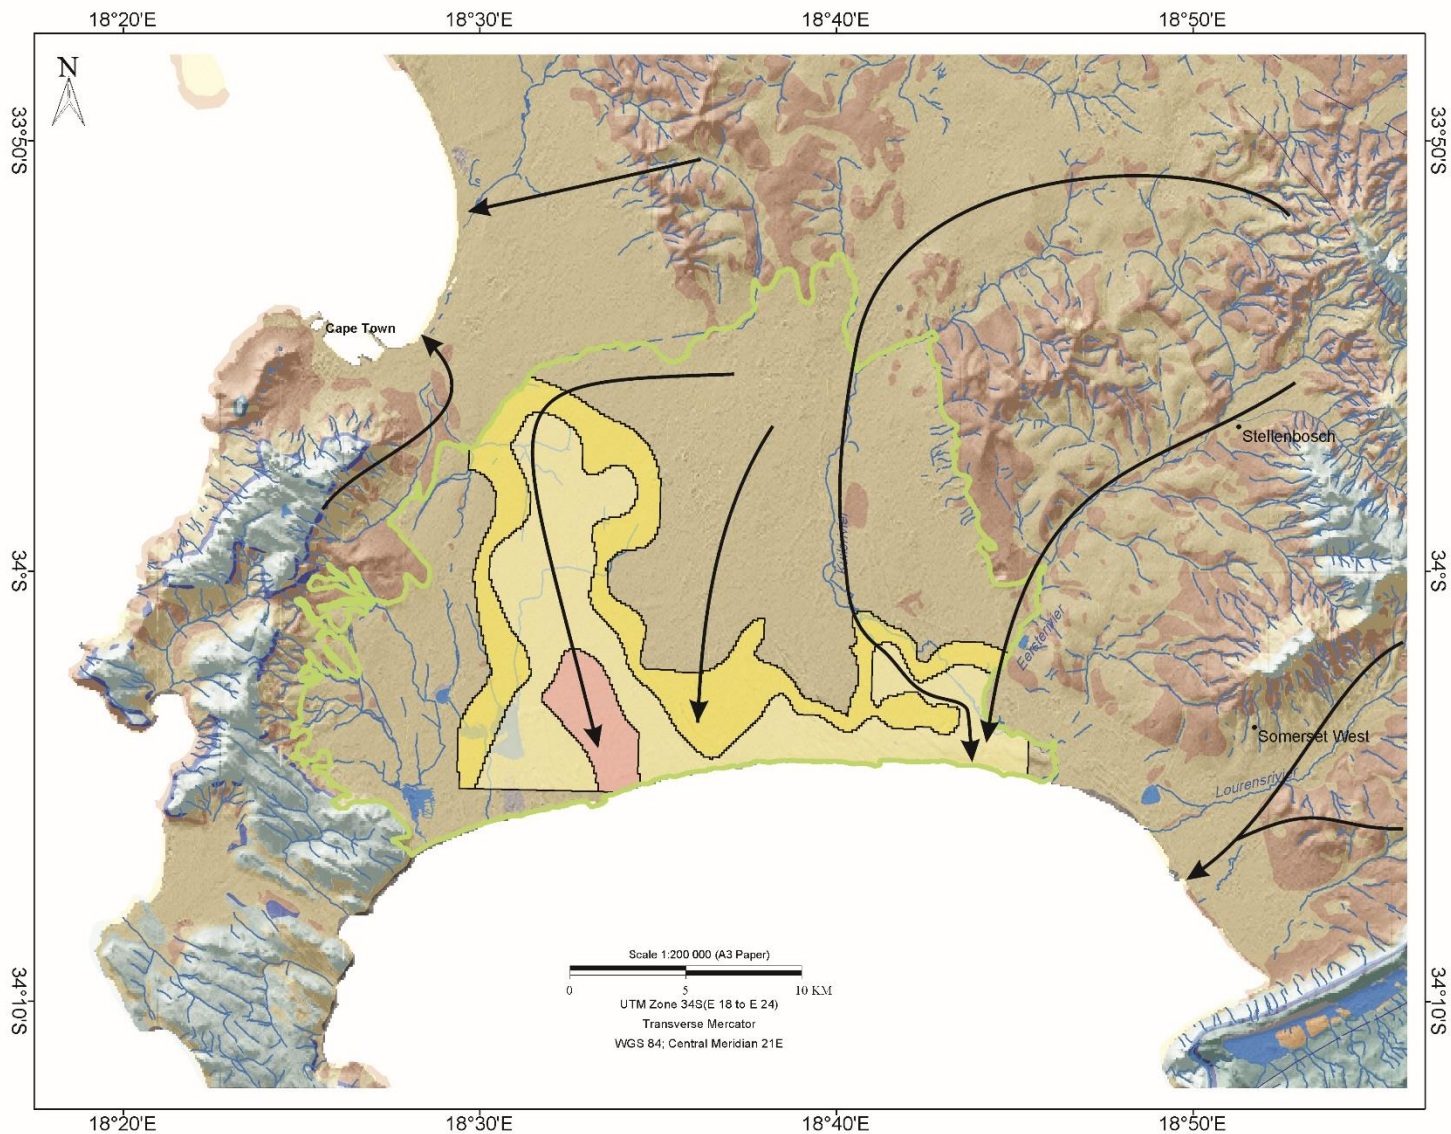 18°20'E 18°30'E 18°40'E 18°50'E
N
33°50'S 33°50'S
Cape Town
Stellenbosch
34°S 34°S
Eersterivier
Somerset West
Lourensrivier
Scale 1:200 000 (A3 Paper)
0 5 10 KM
UTM Zone 34S(E 18 to E 24)
Transverse Mercator
WGS 84; Central Meridian 21E
34°10'S 34°10'S
18°20'E 18°30'E 18°40'E 18°50'E